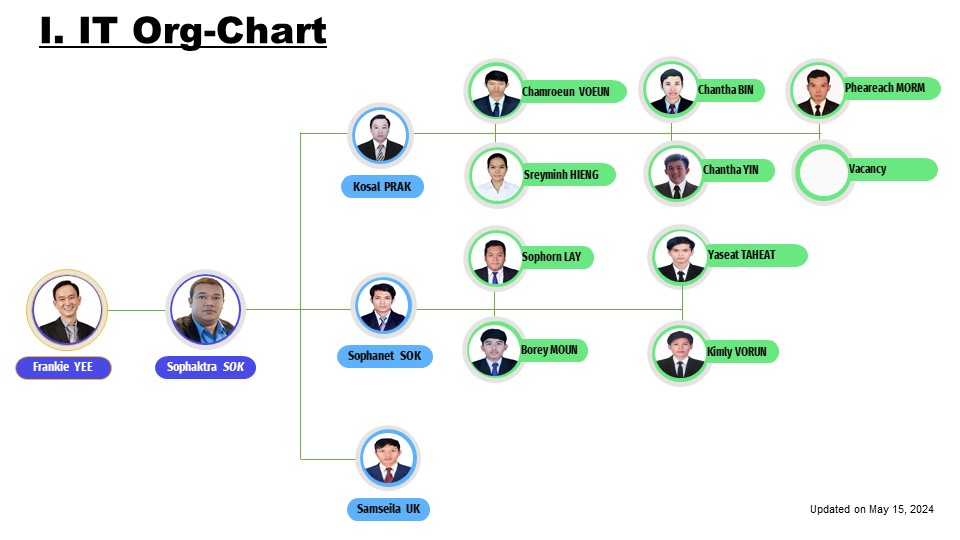 I. IT Org-Chart
Chamroeun VOEUN
Chantha BIN
Pheareach MORM
Kosal PRAK
Sreyminh HIENG
Chantha YIN
Vacancy
Sophorn LAY
Yaseat TAHEAT
Frankie YEE
Sophaktra SOK
Sophanet SOK
Borey MOUN
Kimly VORUN
Samseila UK
Updated on May 15, 2024